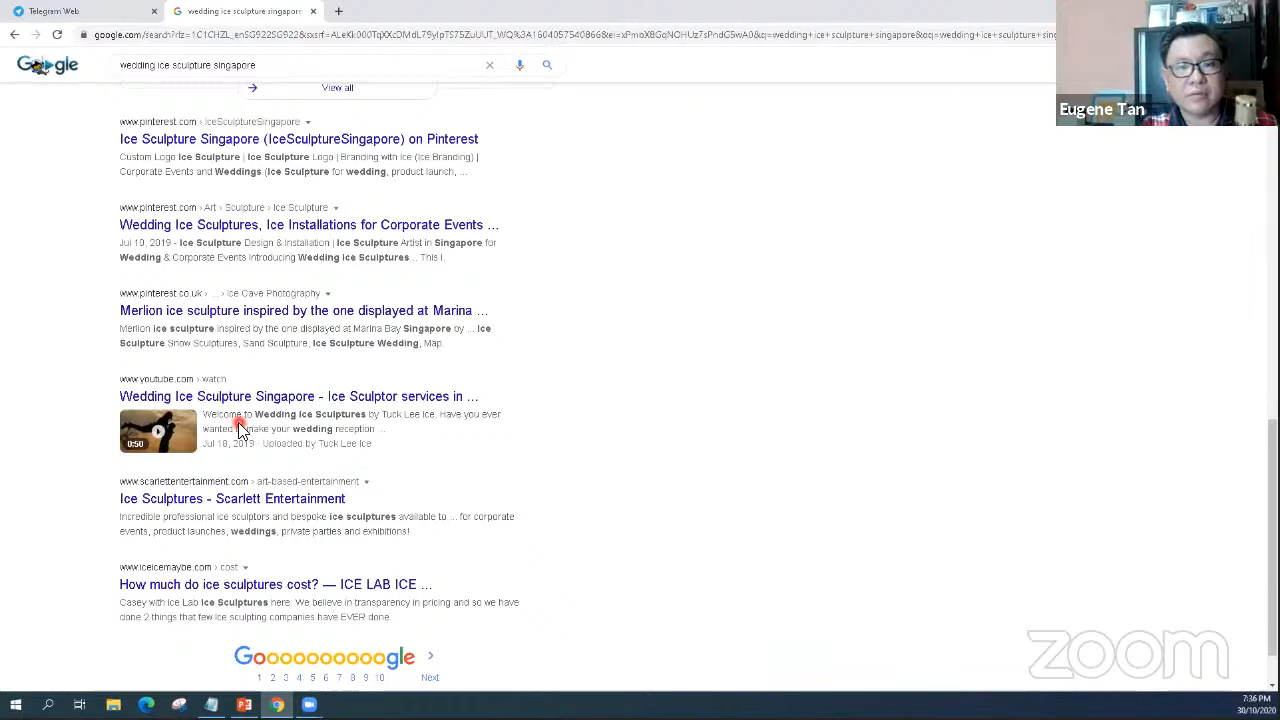 Telegram Web
wedding ice sculpture singapore
Google
wedding ice sculpture singapore
Eugene Tan
View all
www.pinterest.com › IceSculptureSingapore
Ice Sculpture Singapore (IceSculptureSingapore) on Pinterest
Custom Logo Ice Sculpture | Ice Sculpture Logo | Branding with Ice (Ice Branding) |
Corporate Events and Weddings (Ice Sculpture for wedding, product launch, ...
www.pinterest.com › Art › Sculpture › Ice Sculpture
Wedding Ice Sculptures, Ice Installations for Corporate Events ...
Jul 10, 2019 - Ice Sculpture Design & Installation | Ice Sculpture Artist in Singapore for
Wedding & Corporate Events Introducing Wedding Ice Sculptures... This i.
www.pinterest.co.uk › ... › Ice Cave Photography
Merlion ice sculpture inspired by the one displayed at Marina ...
Merlion ice sculpture inspired by the one displayed at Marina Bay Singapore by ... Ice
Sculpture Snow Sculptures, Sand Sculpture, Ice Sculpture Wedding, Map.
www.youtube.com › watch
Wedding Ice Sculpture Singapore - Ice Sculptor services in ...
Welcome to Wedding Ice Sculptures by Tuck Lee Ice. Have you ever
wanted make your wedding reception ...
0:50
Jul 18, 2019 · Uploaded by Tuck Lee Ice
www.scarlettentertainment.com › art-based-entertainment
Ice Sculptures - Scarlett Entertainment
Incredible professional ice sculptors and bespoke ice sculptures available to ... for corporate
events, product launches, weddings, private parties and exhibitions!
www.iceicemaybe.com › cost
How much do ice sculptures cost? — ICE LAB ICE ...
Casey with Ice Lab Ice Sculptures here. We believe in transparency in pricing and so we have
done 2 things that few ice sculpting companies have EVER done.
Goooooooooogle
1 2 3 4 5 6 7 8 9 10 Next
zoom
7:36 PM
30/10/2020